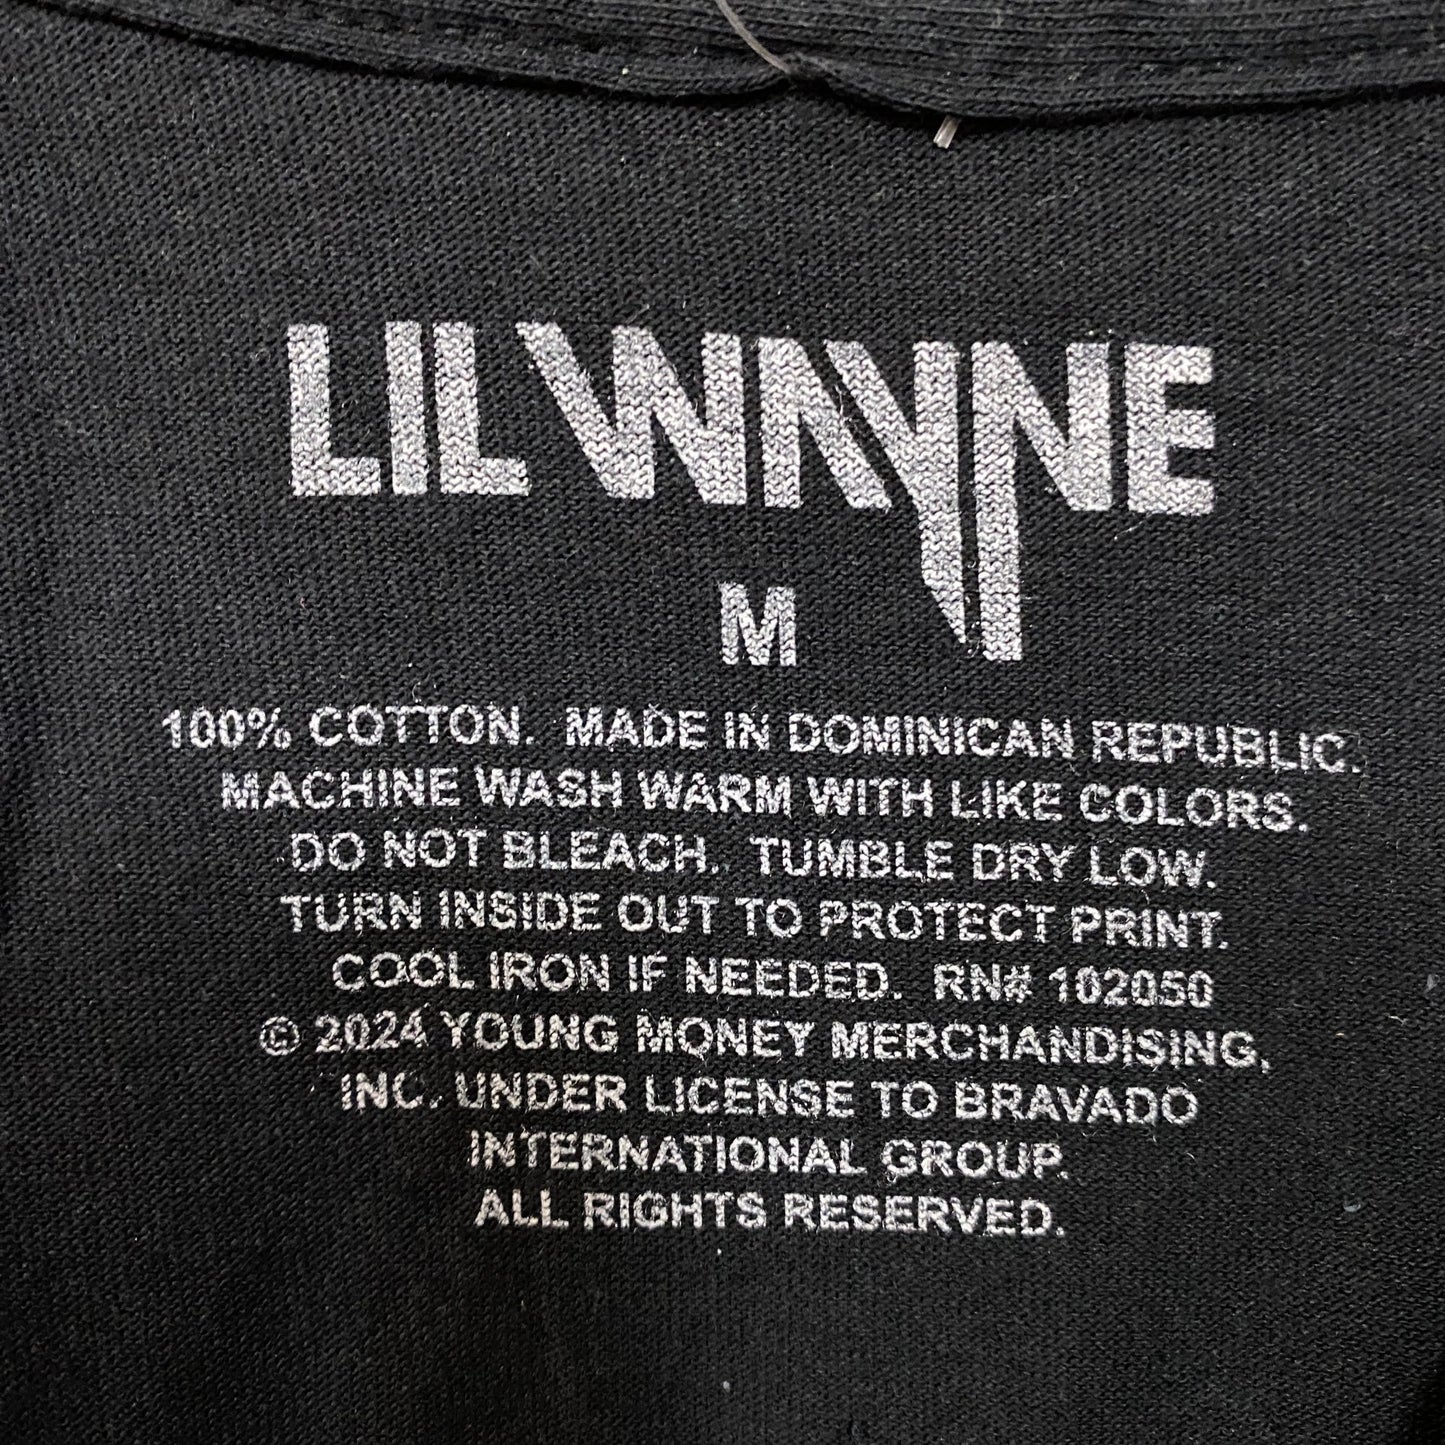 LIL WAYNE
M
100% COTTON. MADE IN DOMINICAN REPUBLIC.
MACHINE WASH WARM WITH LIKE COLORS.
DO NOT BLEACH. TUMBLE DRY LOW.
TURN INSIDE OUT TO PROTECT PRINT.
COOL IRON IF NEEDED. RN# 102050
© 2024 YOUNG MONEY MERCHANDISING,
INC. UNDER LICENSE TO BRAVADO
INTERNATIONAL GROUP.
ALL RIGHTS RESERVED.